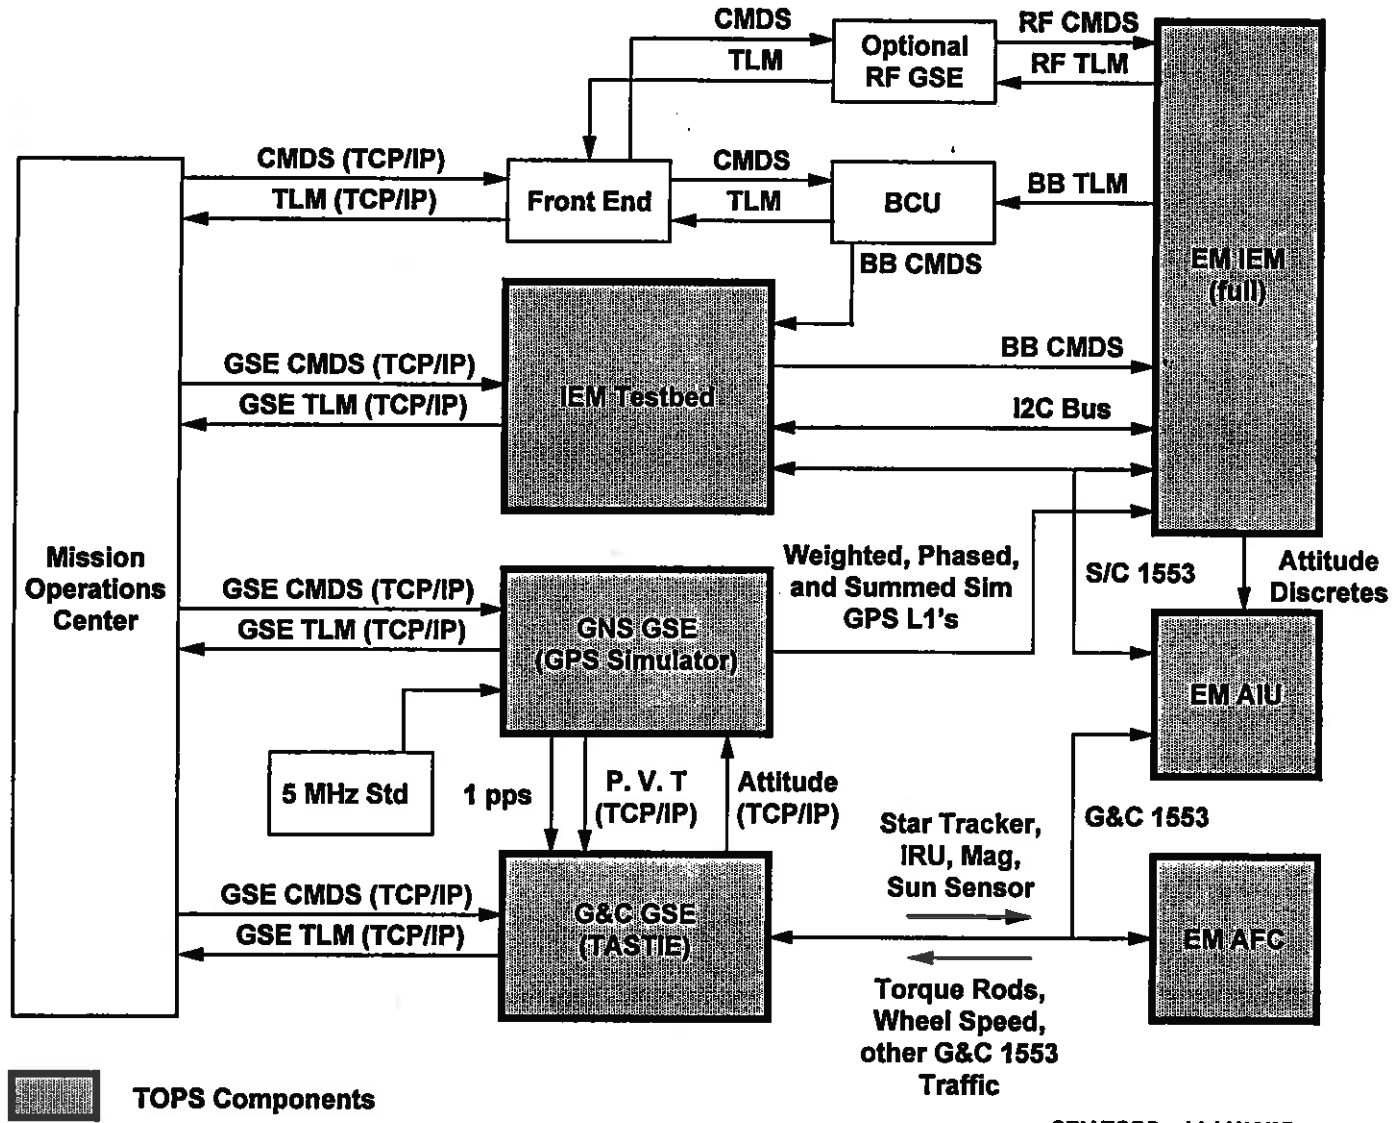 CMDS
TLM
Optional
RF GSE
RF CMDS
RF TLM
CMDS (TCP/IP)
TLM (TCP/IP)
Front End
CMDS
TLM
BCU
BB TLM
BB CMDS
EM IEM
(full)
GSE CMDS (TCP/IP)
GSE TLM (TCP/IP)
IEM Testbed
BB CMDS
I2C Bus
Mission
Operations
Center
GSE CMDS (TCP/IP)
GSE TLM (TCP/IP)
GNS GSE
(GPS Simulator)
Weighted, Phased,
and Summed Sim
GPS L1's
S/C 1553
Attitude
Discretes
EM AIU
5 MHz Std
1 pps
P. V. T
(TCP/IP)
Attitude
(TCP/IP)
G&C 1553
Star Tracker,
IRU, Mag,
Sun Sensor
GSE CMDS (TCP/IP)
GSE TLM (TCP/IP)
G&C GSE
(TASTIE)
EM AFC
Torque Rods,
Wheel Speed,
other G&C 1553
Traffic
TOPS Components